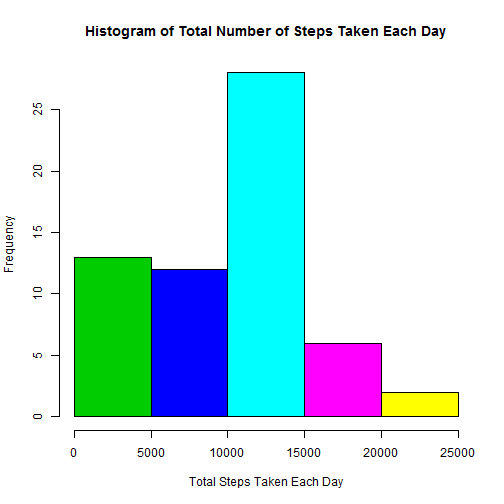 Histogram of Total Number of Steps Taken Each Day
Frequency
25
20
15
10
5
0
0 5000 10000 15000 20000 25000
Total Steps Taken Each Day